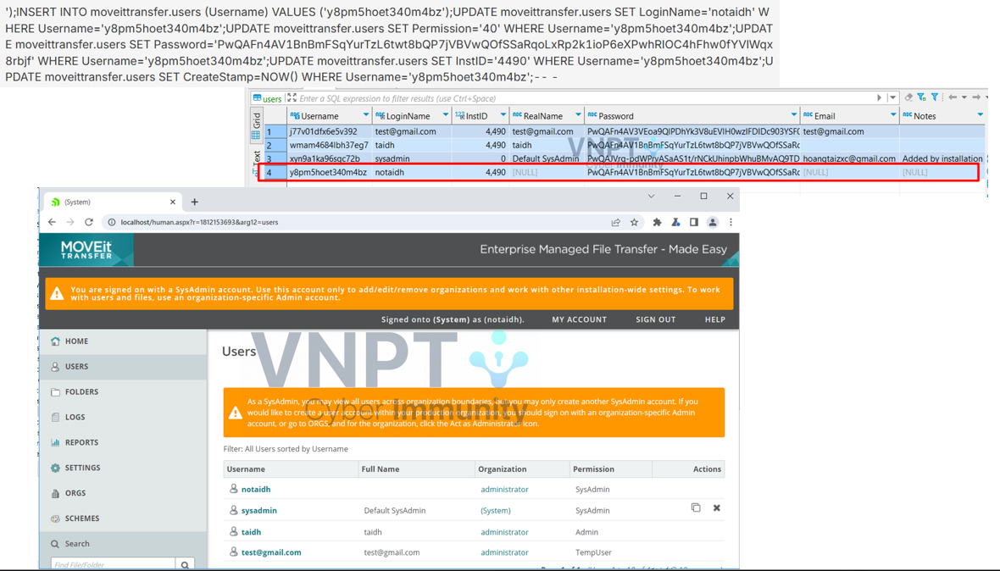 ');INSERT INTO moveittransfer.users (Username) VALUES ('y8pm5hoet340m4bz');UPDATE moveittransfer.users SET LoginName='notaidh' W
HERE Username='y8pm5hoet340m4bz';UPDATE moveittransfer.users SET Permission='40' WHERE Username='y8pm5hoet340m4bz';UPDAT
E moveittransfer.users SET Password='PwQAFn4AV1BnBmFSqYurTzL6twt8bQP7jVBVwQOfSSaRqoLxRp2k1ioP6eXPwhRIOC4hFhw0fYVlWqx
8rbjf' WHERE Username='y8pm5hoet340m4bz';UPDATE moveittransfer.users SET InstID='4490' WHERE Username='y8pm5hoet340m4bz';U
PDATE moveittransfer.users SET CreateStamp=NOW() WHERE Username='y8pm5hoet340m4bz';-- -
users Enter a SQL expression to filter results (use Ctrl+Space)
Grid
Text
Username LoginName InstID RealName Password Email Notes
1 j77v01dfx6e5v392 test@gmail.com 4,490 test@gmail.com test@gmail.com
2 wmam4684lbh37eg7 taidh 4,490 taidh PwQAFn4AV1BnBmFSqYurTzL6twt8bQP7jVBVwQOfSSaRc
3 xyn9a1ka96sqc72b sysadmin 0 Default SysAdmin hoangtaizxc@gmail.com Added by installation
4 y8pm5hoet340m4bz notaidh 4,490 [NULL] PwQAFn4AV1BnBmFSqYurTzL6twt8bQP7jVBVwQOfSSaRc [NULL] [NULL]
VNPT
Cyber Immunity
(System)
localhost/human.aspx?r=1812153693&arg12=users
MOVEit
TRANSFER
Enterprise Managed File Transfer - Made Easy
You are signed on with a SysAdmin account. Use this account only to add/edit/remove organizations and work with other installation-wide settings. To work
with users and files, use an organization-specific Admin account.
Signed onto (System) as (notaidh). MY ACCOUNT SIGN OUT HELP
HOME
USERS
FOLDERS
LOGS
REPORTS
SETTINGS
ORGS
SCHEMES
Search
Find File/Folder
Users
VNPT
Cyber Immunity
As a SysAdmin, you may view all users across organization boundaries, but you may only create another SysAdmin account. If you
would like to create a user acccount within your production organization, you should sign on with an organization-specific Admin
account, or go to ORGS, and for the organization, click the Act as Administrator icon.
Filter: All Users sorted by Username
Username Full Name Organization Permission Actions
notaidh administrator SysAdmin
sysadmin Default SysAdmin (System) SysAdmin
taidh taidh administrator Admin
test@gmail.com test@gmail.com administrator TempUser